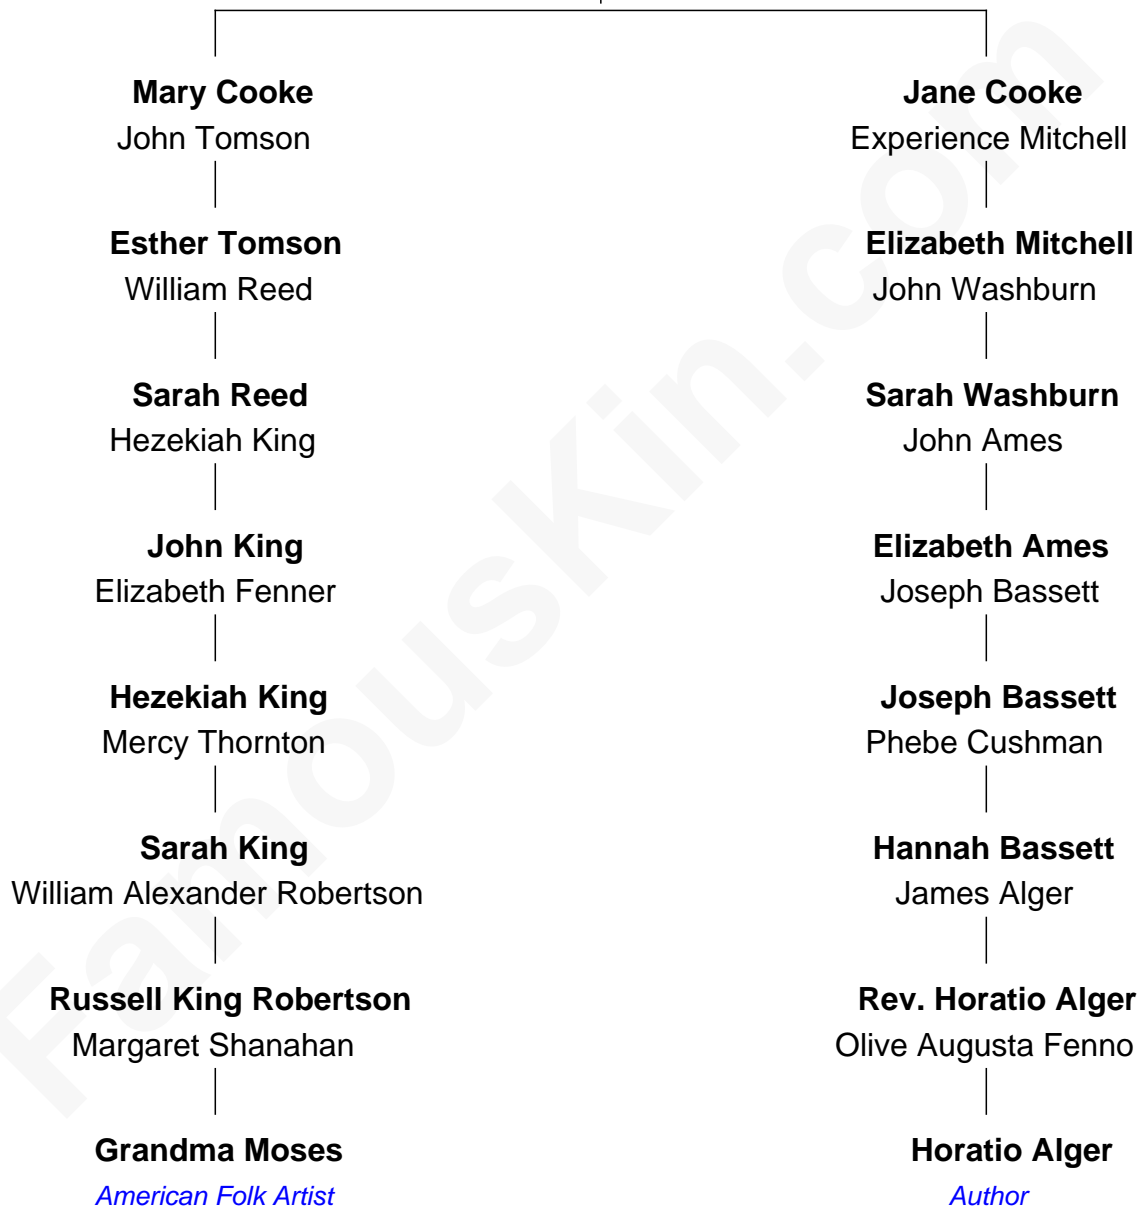 Mary Cooke
John Tomson
Esther Tomson
William Reed
Sarah Reed
Hezekiah King
John King
Elizabeth Fenner
Hezekiah King
Mercy Thornton
Sarah King
William Alexander Robertson
Russell King Robertson
Margaret Shanahan
Grandma Moses
American Folk Artist
Jane Cooke
Experience Mitchell
Elizabeth Mitchell
John Washburn
Sarah Washburn
John Ames
Elizabeth Ames
Joseph Bassett
Joseph Bassett
Phebe Cushman
Hannah Bassett
James Alger
Rev. Horatio Alger
Olive Augusta Fenno
Horatio Alger
Author
FamousKin.com